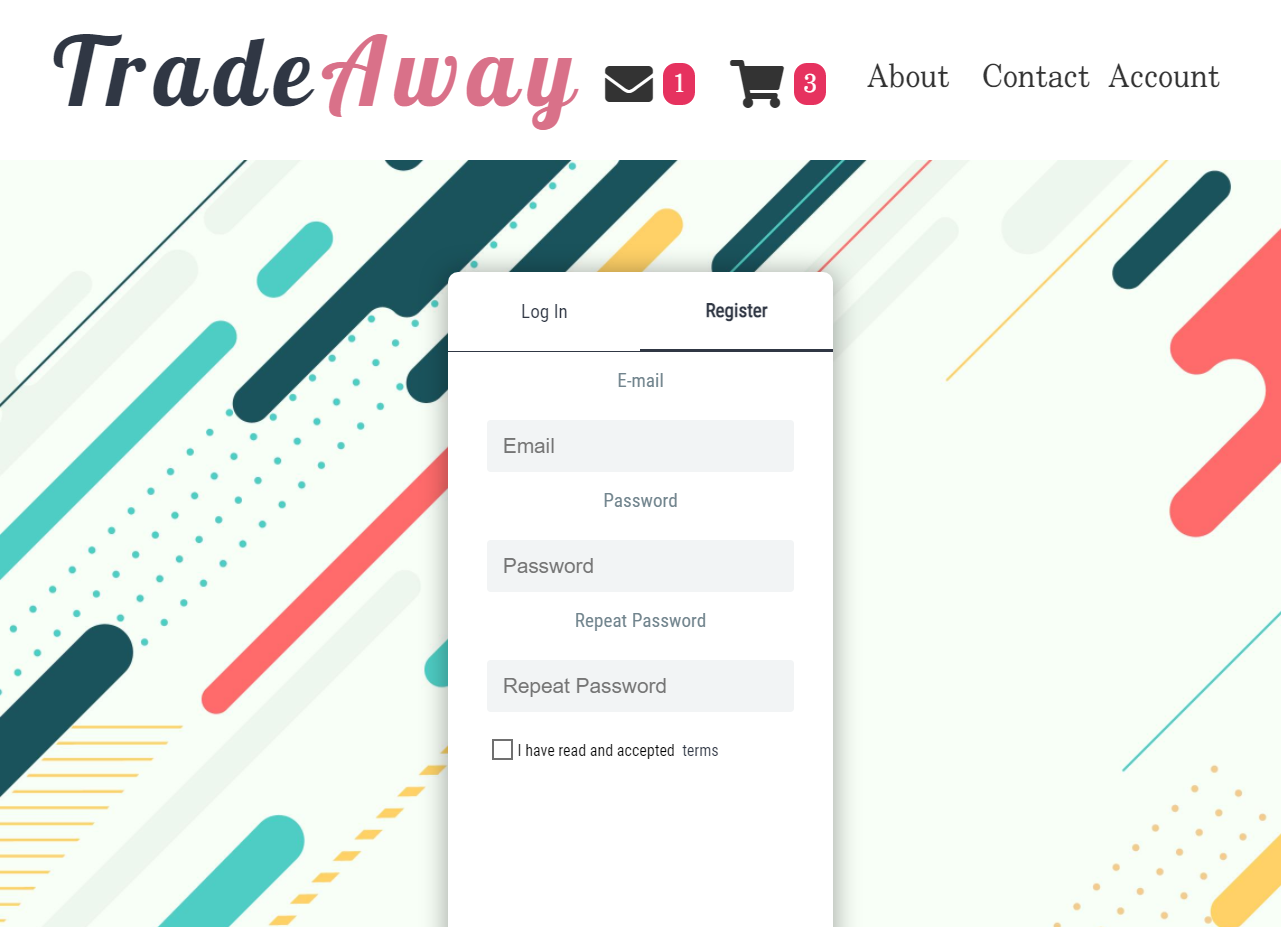 TradeAway 1 3 About Contact Account
Log In Register
E-mail
Email
Password
Password
Repeat Password
Repeat Password
I have read and accepted terms